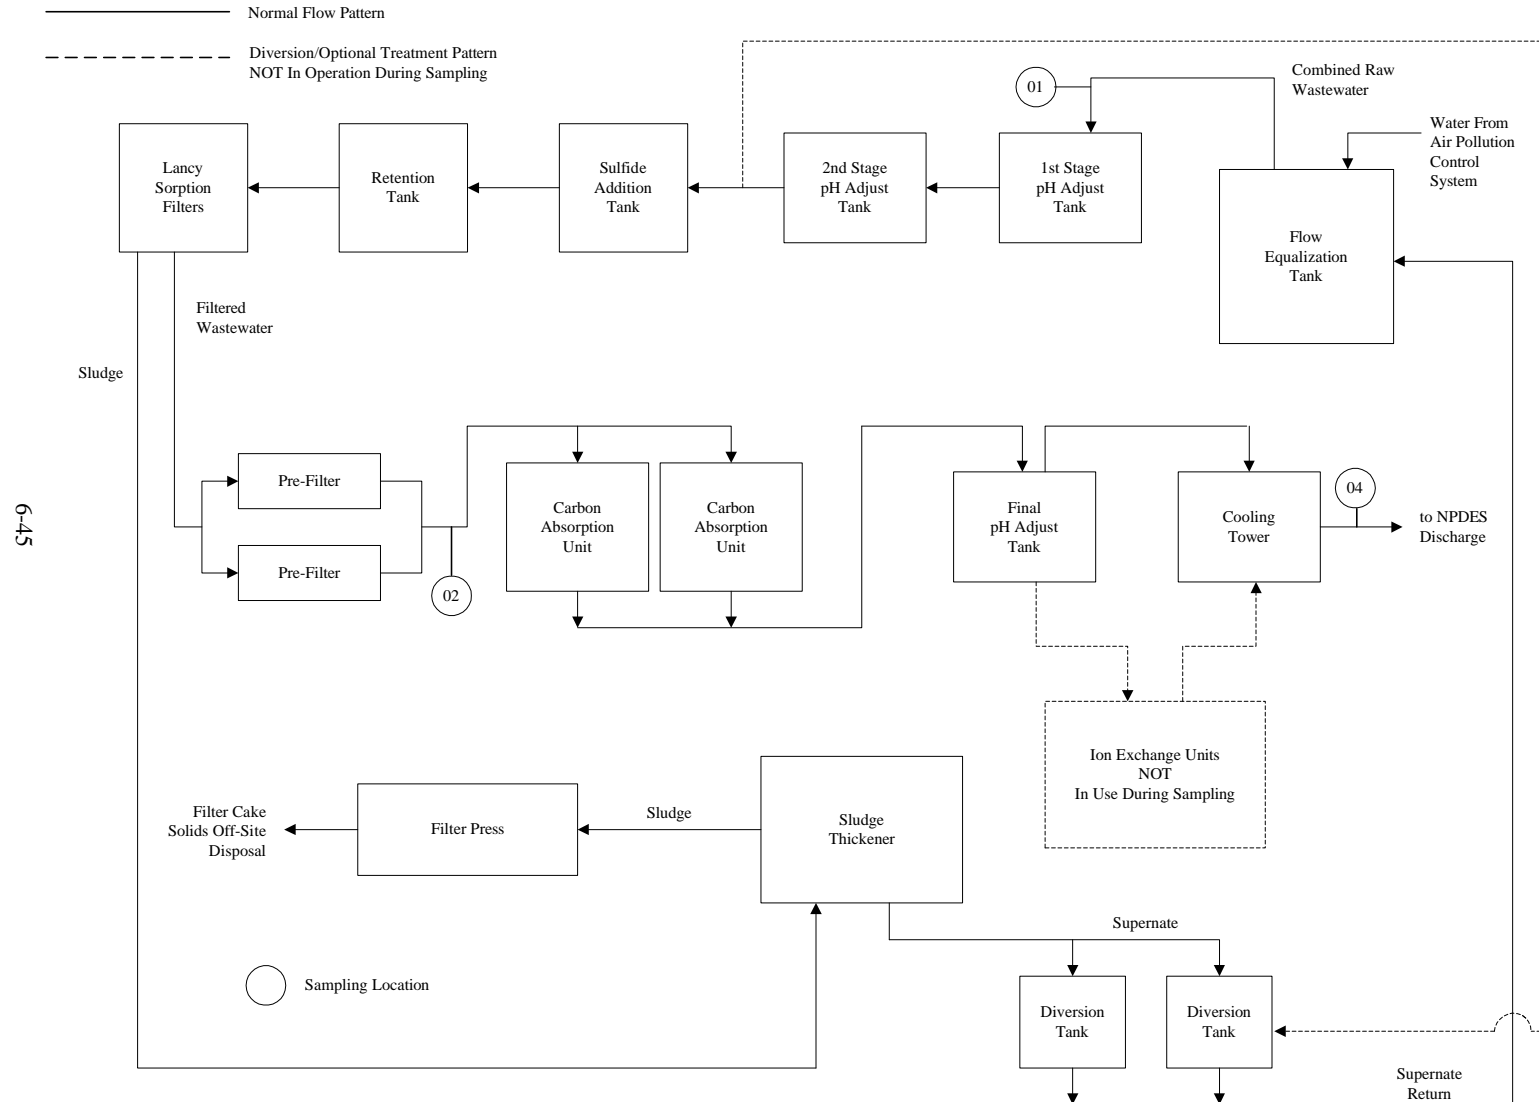 Normal Flow Pattern
Diversion/Optional Treatment Pattern
NOT In Operation During Sampling
01
Combined Raw
Wastewater
Water From
Air Pollution
Control
System
Lancy
Sorption
Filters
Retention
Tank
Sulfide
Addition
Tank
2nd Stage
pH Adjust
Tank
1st Stage
pH Adjust
Tank
Flow
Equalization
Tank
Filtered
Wastewater
Sludge
Pre-Filter
Pre-Filter
02
Carbon
Absorption
Unit
Carbon
Absorption
Unit
Final
pH Adjust
Tank
Cooling
Tower
04
to NPDES
Discharge
6-45
Ion Exchange Units
NOT
In Use During Sampling
Filter Cake
Solids Off-Site
Disposal
Filter Press
Sludge
Sludge
Thickener
Supernate
Sampling Location
Diversion
Tank
Diversion
Tank
Supernate
Return